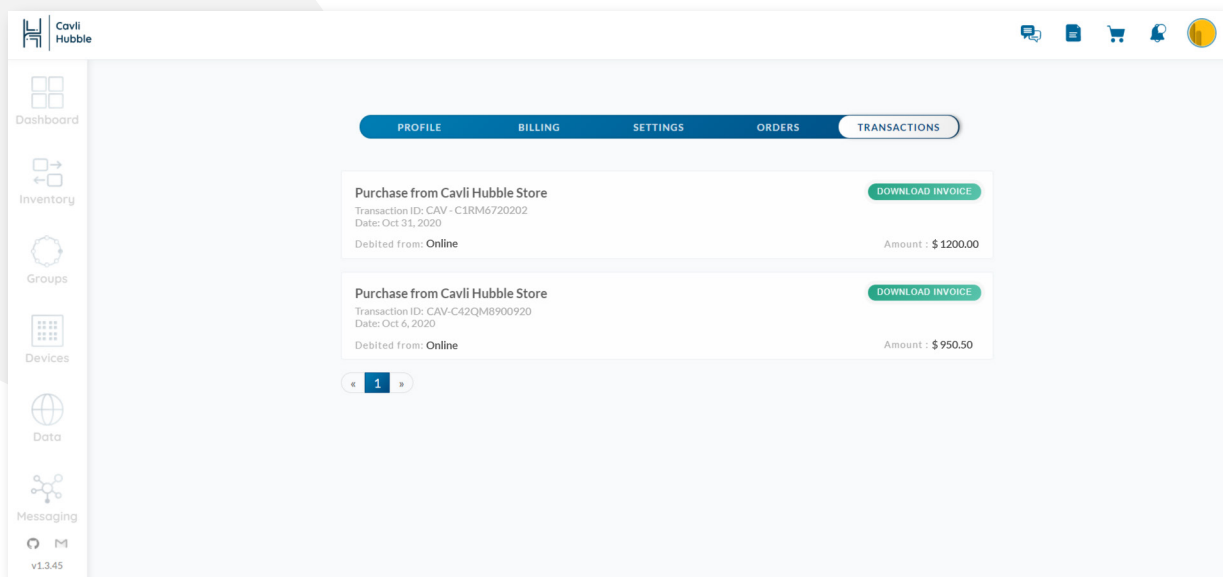 Cavli
Hubble
Dashboard
Inventory
Groups
Devices
Data
Messaging
v1.3.45
PROFILE BILLING SETTINGS ORDERS TRANSACTIONS
Purchase from Cavli Hubble Store DOWNLOAD INVOICE
Transaction ID: CAV - C1RM6720202
Date: Oct 31, 2020
Debited from: Online Amount : $ 1200.00
Purchase from Cavli Hubble Store DOWNLOAD INVOICE
Transaction ID: CAV-C42QM8900920
Date: Oct 6, 2020
Debited from: Online Amount : $ 950.50
« 1 »